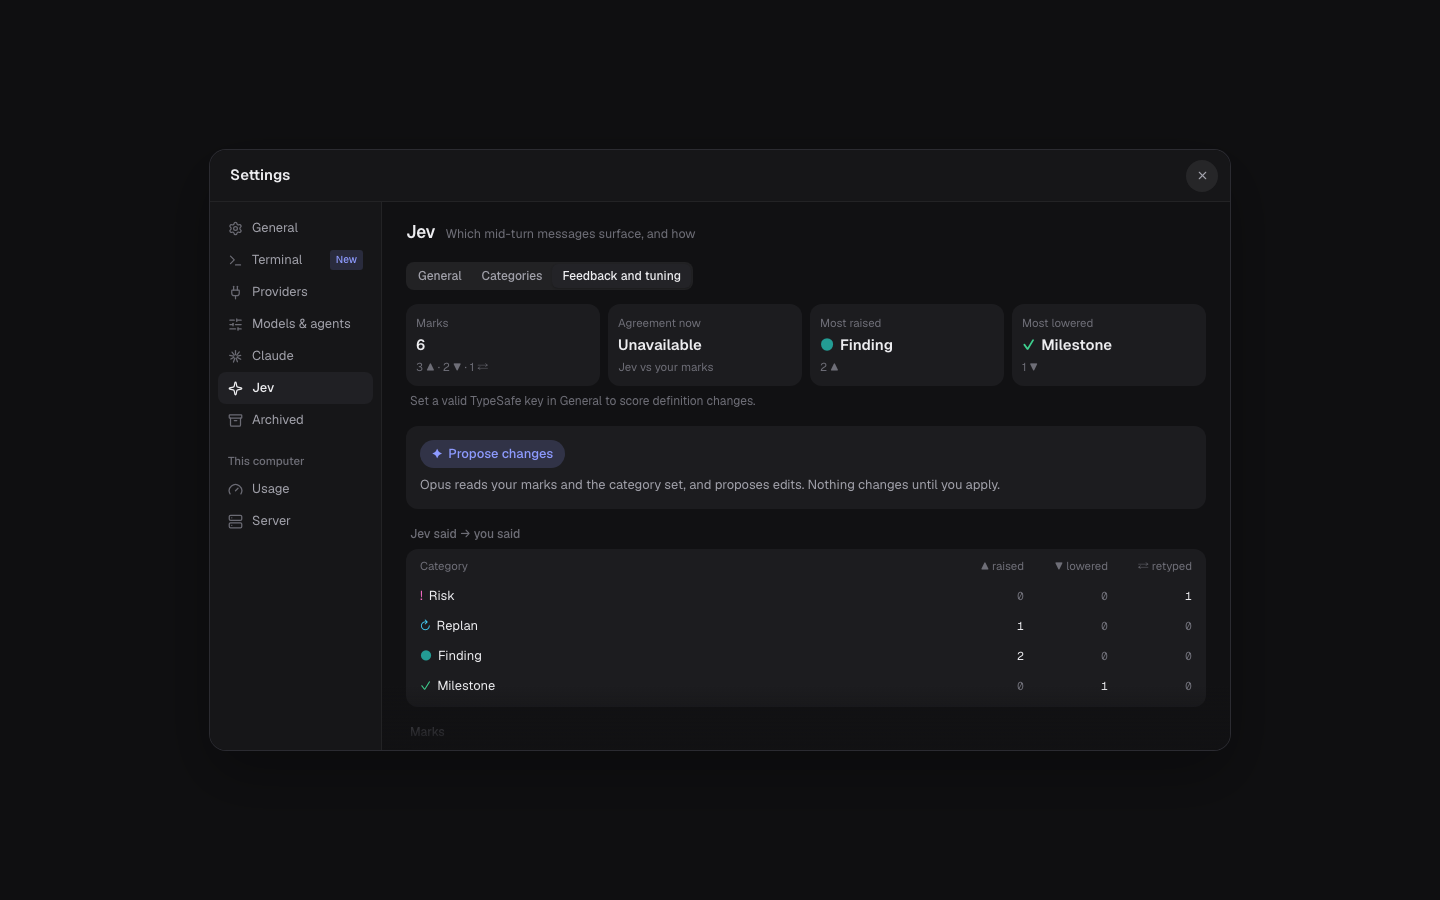 Settings
General
Terminal New
Providers
Models & agents
Claude
Jev
Archived
This computer
Usage
Server
Jev Which mid-turn messages surface, and how
General Categories Feedback and tuning
Marks
6
3 ▲ · 2 ▼ · 1 ⇄
Agreement now
Unavailable
Jev vs your marks
Most raised
Finding
2 ▲
Most lowered
✓ Milestone
1 ▼
Set a valid TypeSafe key in General to score definition changes.
✦ Propose changes
Opus reads your marks and the category set, and proposes edits. Nothing changes until you apply.
Jev said → you said
Category ▲ raised ▼ lowered ⇄ retyped
! Risk 0 0 1
↻ Replan 1 0 0
● Finding 2 0 0
✓ Milestone 0 1 0
Marks